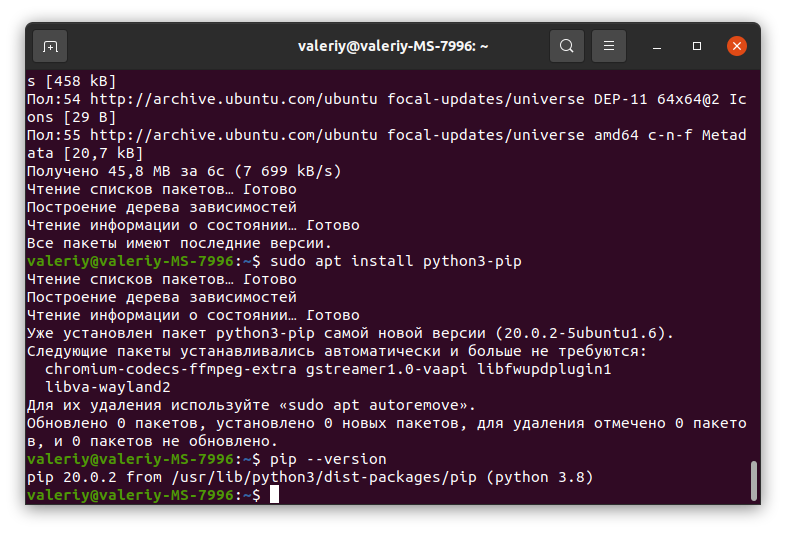 valeriy@valeriy-MS-7996: ~
s [458 kB]
Пол:54 http://archive.ubuntu.com/ubuntu focal-updates/universe DEP-11 64x64@2 Ic
ons [29 B]
Пол:55 http://archive.ubuntu.com/ubuntu focal-updates/universe amd64 c-n-f Metad
ata [20,7 kB]
Получено 45,8 MB за 6с (7 699 kB/s)
Чтение списков пакетов… Готово
Построение дерева зависимостей
Чтение информации о состоянии… Готово
Все пакеты имеют последние версии.
valeriy@valeriy-MS-7996:~$ sudo apt install python3-pip
Чтение списков пакетов… Готово
Построение дерева зависимостей
Чтение информации о состоянии… Готово
Уже установлен пакет python3-pip самой новой версии (20.0.2-5ubuntu1.6).
Следующие пакеты устанавливались автоматически и больше не требуются:
  chromium-codecs-ffmpeg-extra gstreamer1.0-vaapi libfwupdplugin1
  libva-wayland2
Для их удаления используйте «sudo apt autoremove».
Обновлено 0 пакетов, установлено 0 новых пакетов, для удаления отмечено 0 пакето
в, и 0 пакетов не обновлено.
valeriy@valeriy-MS-7996:~$ pip --version
pip 20.0.2 from /usr/lib/python3/dist-packages/pip (python 3.8)
valeriy@valeriy-MS-7996:~$